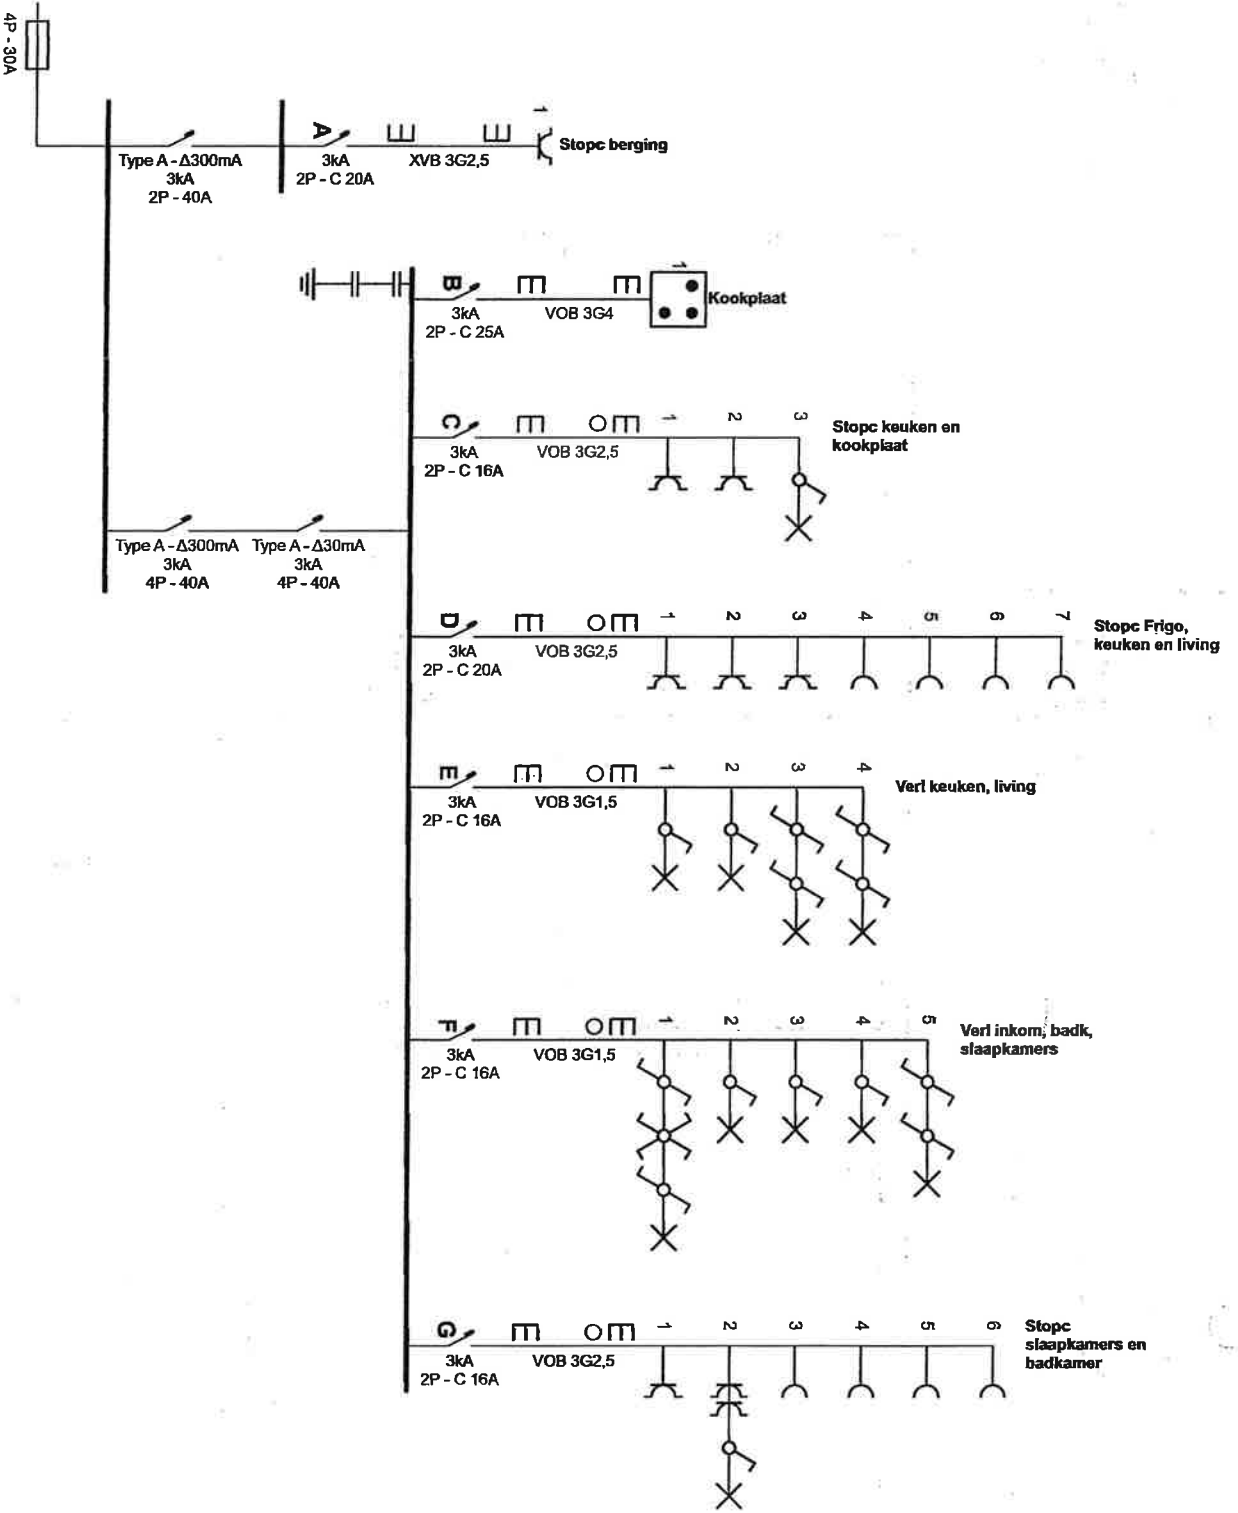 4P - 30A
Type A - Δ300mA
3kA
2P - 40A
A
3kA
2P - C 20A
XVB 3G2,5
1
Stopc berging
B
3kA
2P - C 25A
VOB 3G4
1
Kookplaat
C
3kA
2P - C 16A
VOB 3G2,5
1 2 3
Stopc keuken en
kookplaat
Type A - Δ300mA
3kA
4P - 40A
Type A - Δ30mA
3kA
4P - 40A
D
3kA
2P - C 20A
VOB 3G2,5
1 2 3 4 5 6 7
Stopc Frigo,
keuken en living
E
3kA
2P - C 16A
VOB 3G1,5
1 2 3 4
Verl keuken, living
F
3kA
2P - C 16A
VOB 3G1,5
1 2 3 4 5
Verl inkom, badk,
slaapkamers
G
3kA
2P - C 16A
VOB 3G2,5
1 2 3 4 5 6
Stopc
slaapkamers en
badkamer